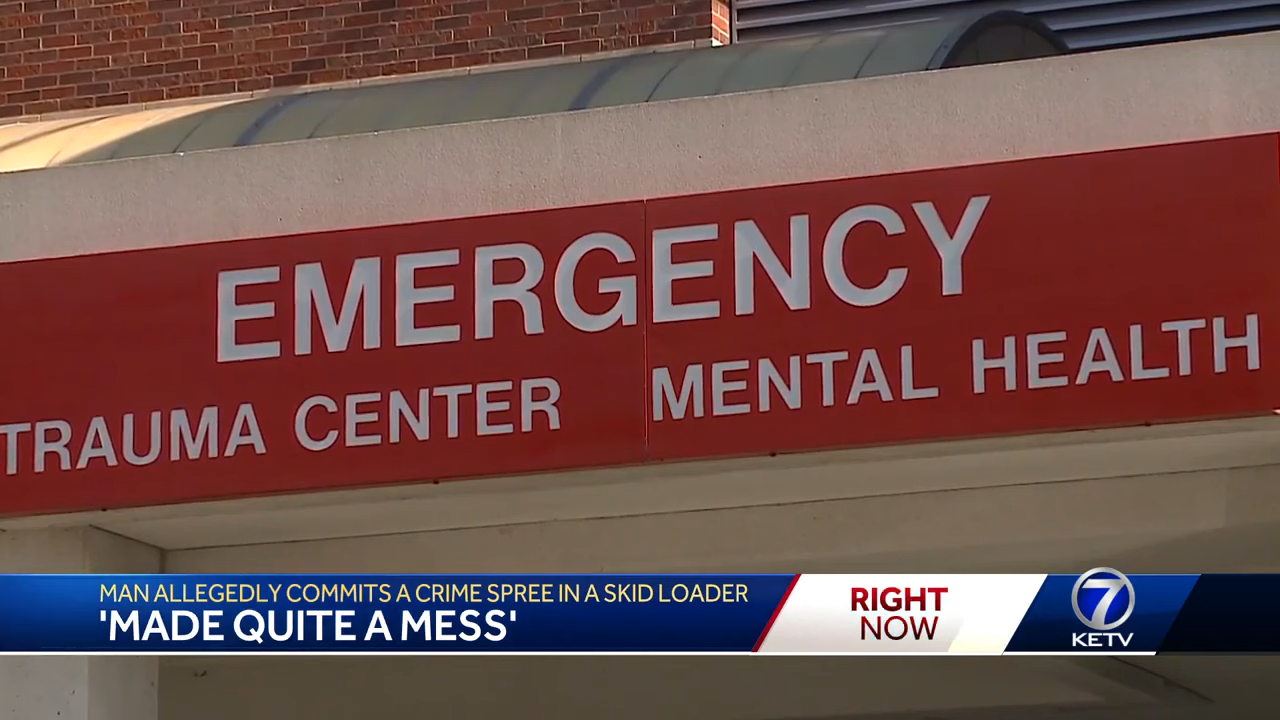 EMERGENCY
TRAUMA CENTER MENTAL HEALTH
MAN ALLEGEDLY COMMITS A CRIME SPREE IN A SKID LOADER
'MADE QUITE A MESS'
RIGHT
NOW
7
KETV